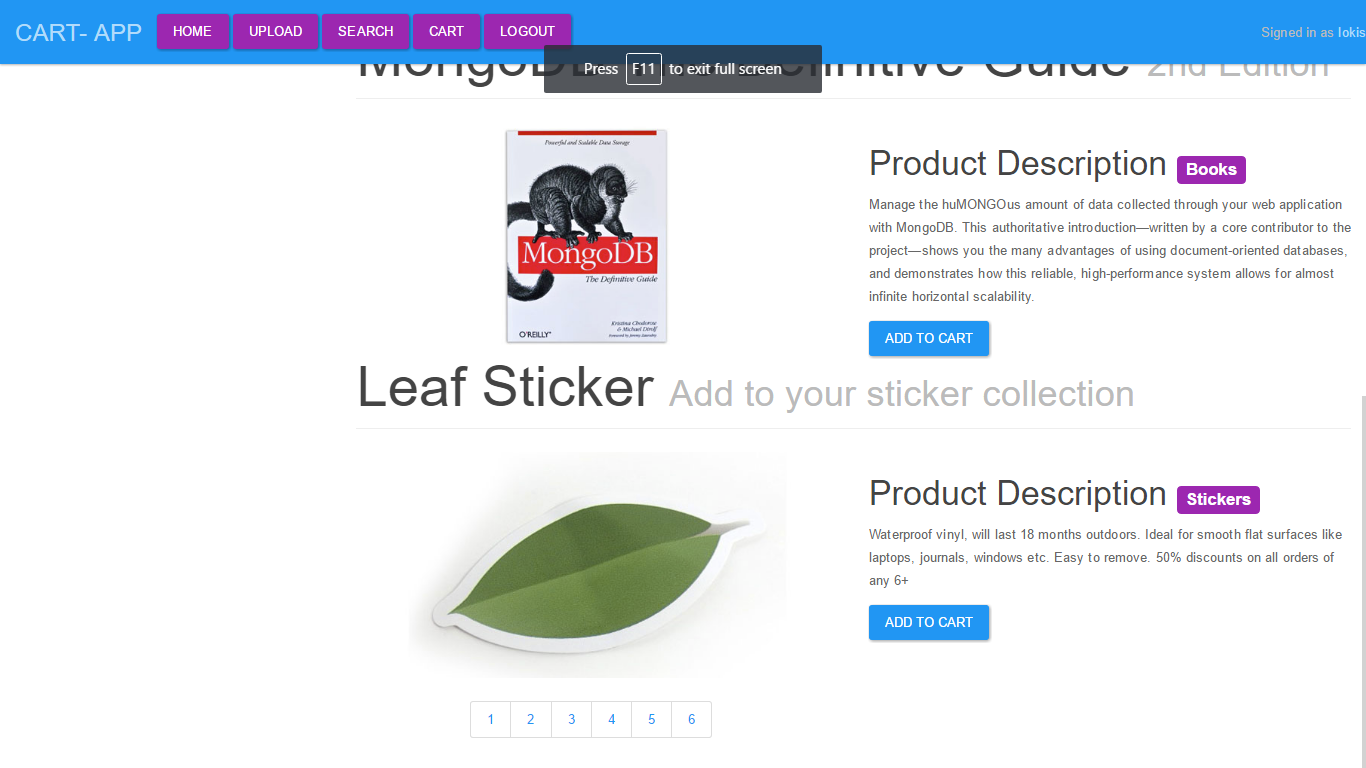 CART- APP HOME UPLOAD SEARCH CART LOGOUT Signed in as lokis
Press F11 to exit full screen
MongoDB The Definitive Guide 2nd Edition
Powerful and Scalable Data Storage
MongoDB
The Definitive Guide
O'REILLY
Kristina Chodorow
& Michael Dirolf
Product Description Books
Manage the huMONGOus amount of data collected through your web application
with MongoDB. This authoritative introduction—written by a core contributor to the
project—shows you the many advantages of using document-oriented databases,
and demonstrates how this reliable, high-performance system allows for almost
infinite horizontal scalability.
ADD TO CART
Leaf Sticker Add to your sticker collection
Product Description Stickers
Waterproof vinyl, will last 18 months outdoors. Ideal for smooth flat surfaces like
laptops, journals, windows etc. Easy to remove. 50% discounts on all orders of
any 6+
ADD TO CART
1 2 3 4 5 6